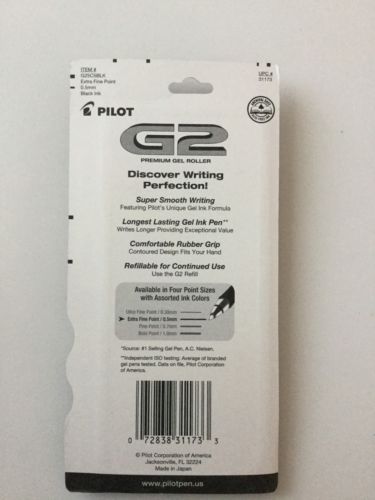 ITEM #
G25C5BLK
Extra Fine Point
0.5mm
Black Ink
UPC #
31173
PILOT
G2
PREMIUM GEL ROLLER
Discover Writing
Perfection!
Super Smooth Writing
Featuring Pilot's Unique Gel Ink Formula
Longest Lasting Gel Ink Pen**
Writes Longer Providing Exceptional Value
Comfortable Rubber Grip
Contoured Design Fits Your Hand
Refillable for Continued Use
Use the G2 Refill
Available in Four Point Sizes
with Assorted Ink Colors
Ultra Fine Point / 0.38mm
Extra Fine Point / 0.5mm
Fine Point / 0.7mm
Bold Point / 1.0mm
*Source: #1 Selling Gel Pen, A.C. Nielsen.
**Independent ISO testing: Average of branded
gel pens tested. Data on file, Pilot Corporation
of America.
0 72838 31173 3
© Pilot Corporation of America
Jacksonville, FL 32224
Made in Japan
www.pilotpen.us